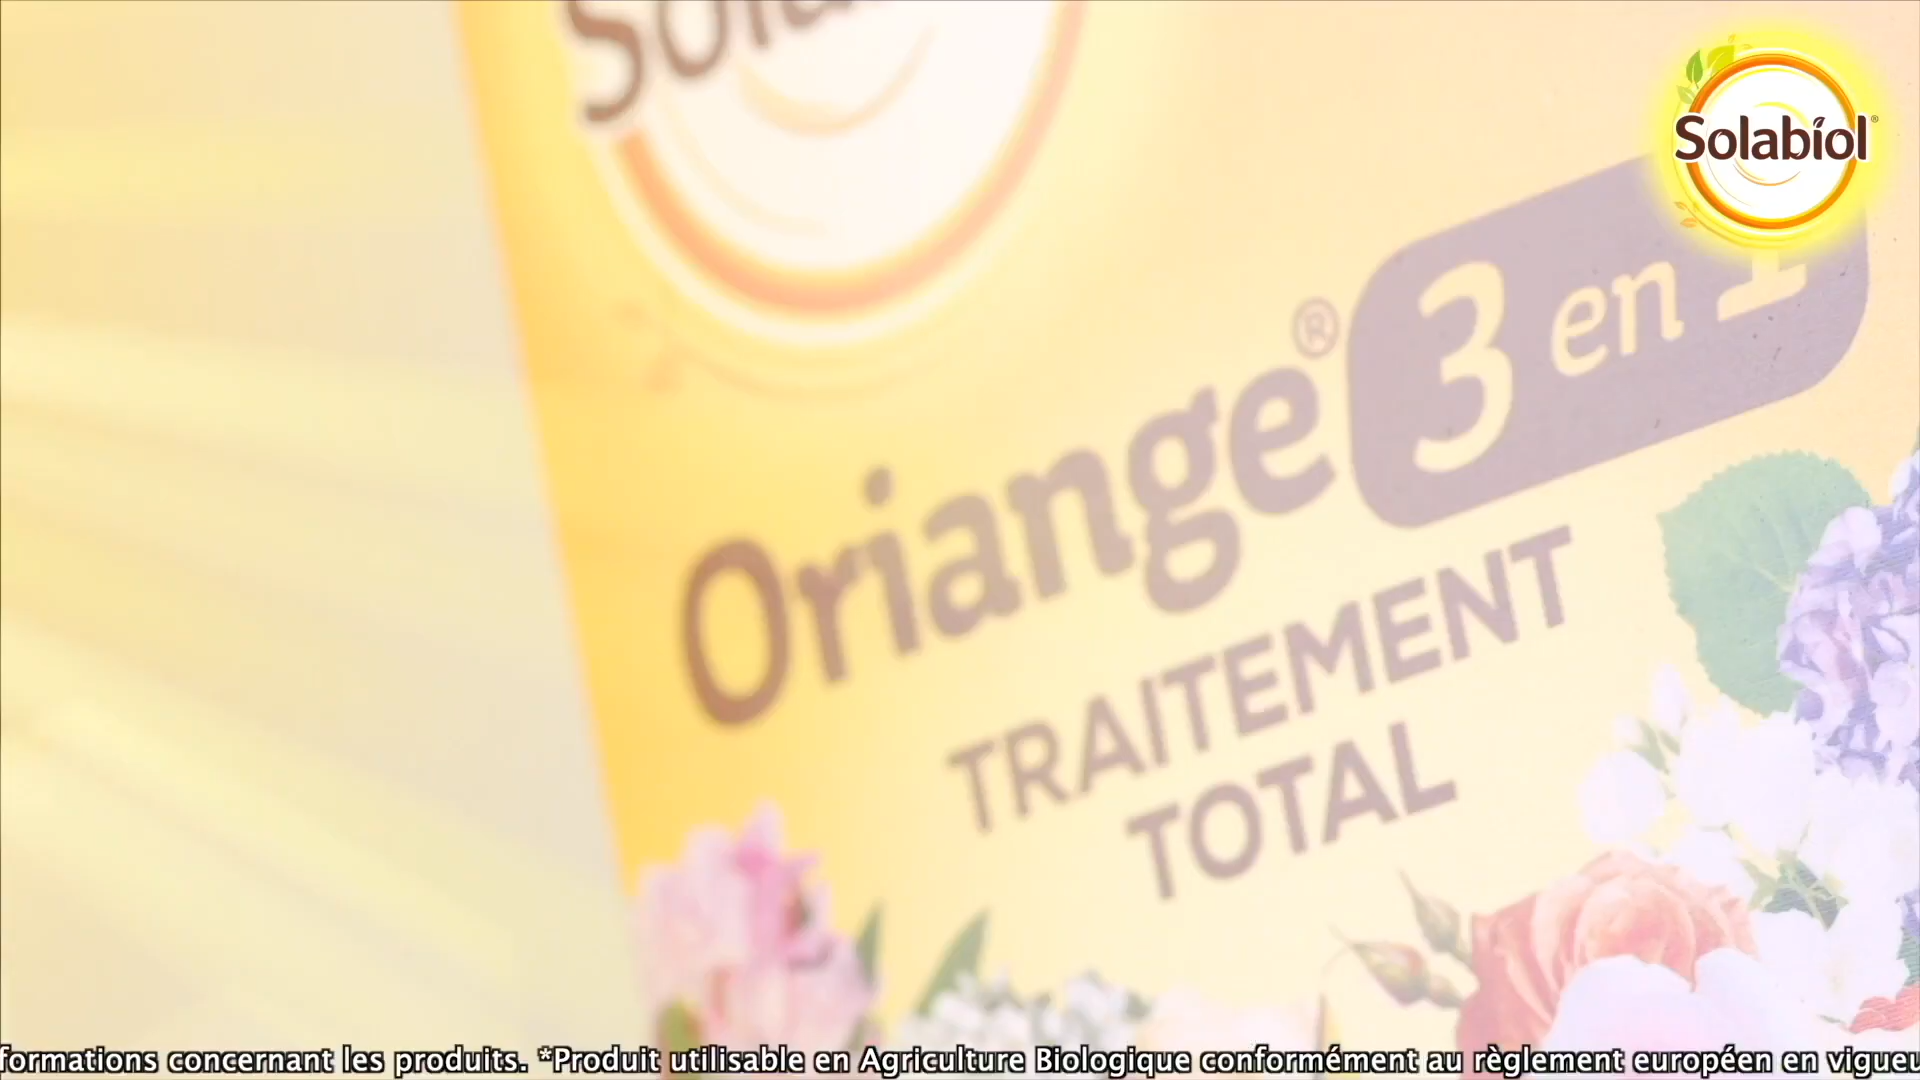 Solabiol®
Oriange® 3 en 1
TRAITEMENT
TOTAL
formations concernant les produits. *Produit utilisable en Agriculture Biologique conformément au règlement européen en vigueu